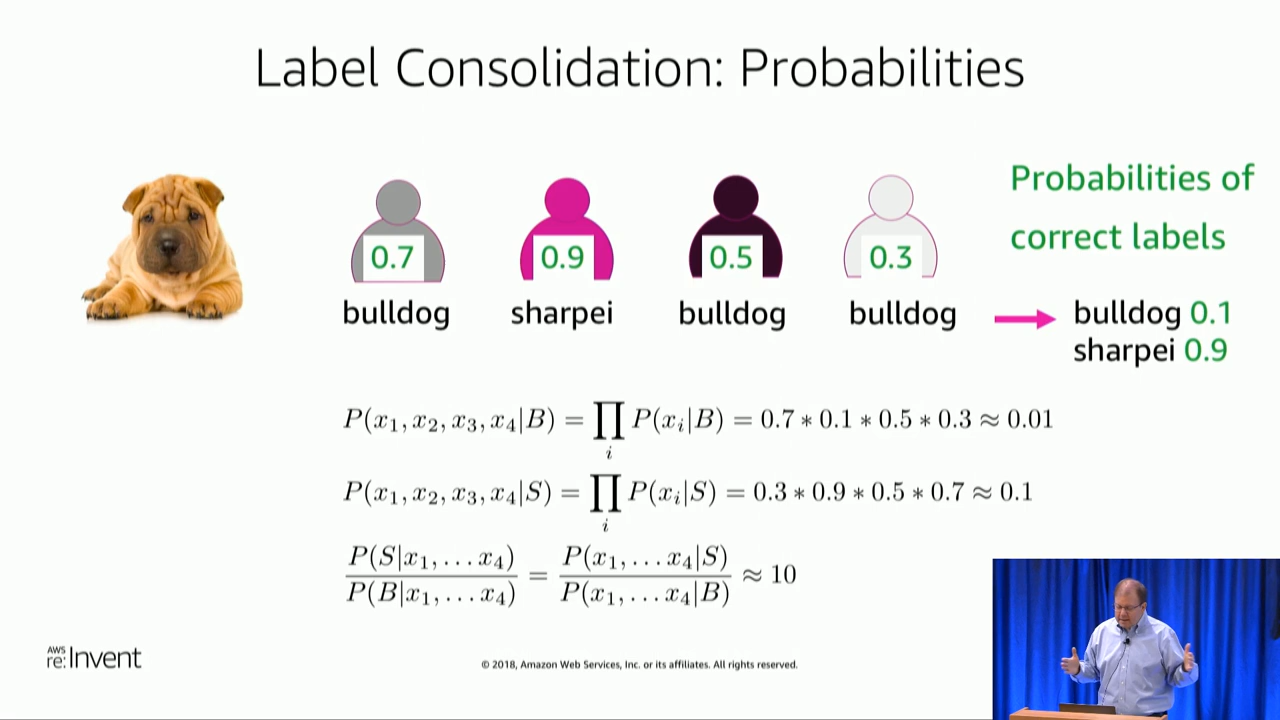 Label Consolidation: Probabilities
Probabilities of
correct labels
0.7
0.9
0.5
0.3
bulldog
sharpei
bulldog
bulldog
bulldog 0.1
sharpei 0.9
P(x₁, x₂, x₃, x₄|B) = ∏ᵢ P(xᵢ|B) = 0.7 ∗ 0.1 ∗ 0.5 ∗ 0.3 ≈ 0.01
P(x₁, x₂, x₃, x₄|S) = ∏ᵢ P(xᵢ|S) = 0.3 ∗ 0.9 ∗ 0.5 ∗ 0.7 ≈ 0.1
P(S|x₁, … x₄) / P(B|x₁, … x₄) = P(x₁, … x₄|S) / P(x₁, … x₄|B) ≈ 10
AWS
re:Invent
© 2018, Amazon Web Services, Inc. or its affiliates. All rights reserved.